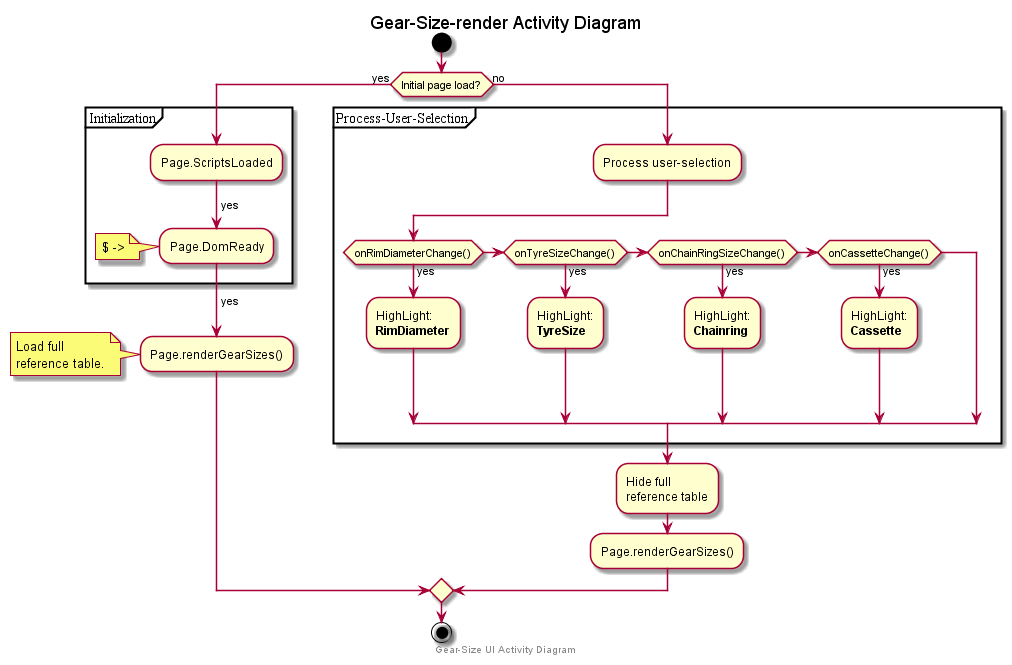 Gear-Size-render Activity Diagram
Initial page load?
yes
no
Initialization
Page.ScriptsLoaded
yes
$ ->
Page.DomReady
yes
Load full
reference table.
Page.renderGearSizes()
Process-User-Selection
Process user-selection
onRimDiameterChange()
onTyreSizeChange()
onChainRingSizeChange()
onCassetteChange()
yes
yes
yes
yes
HighLight:
RimDiameter
HighLight:
TyreSize
HighLight:
Chainring
HighLight:
Cassette
Hide full
reference table
Page.renderGearSizes()
Gear-Size UI Activity Diagram